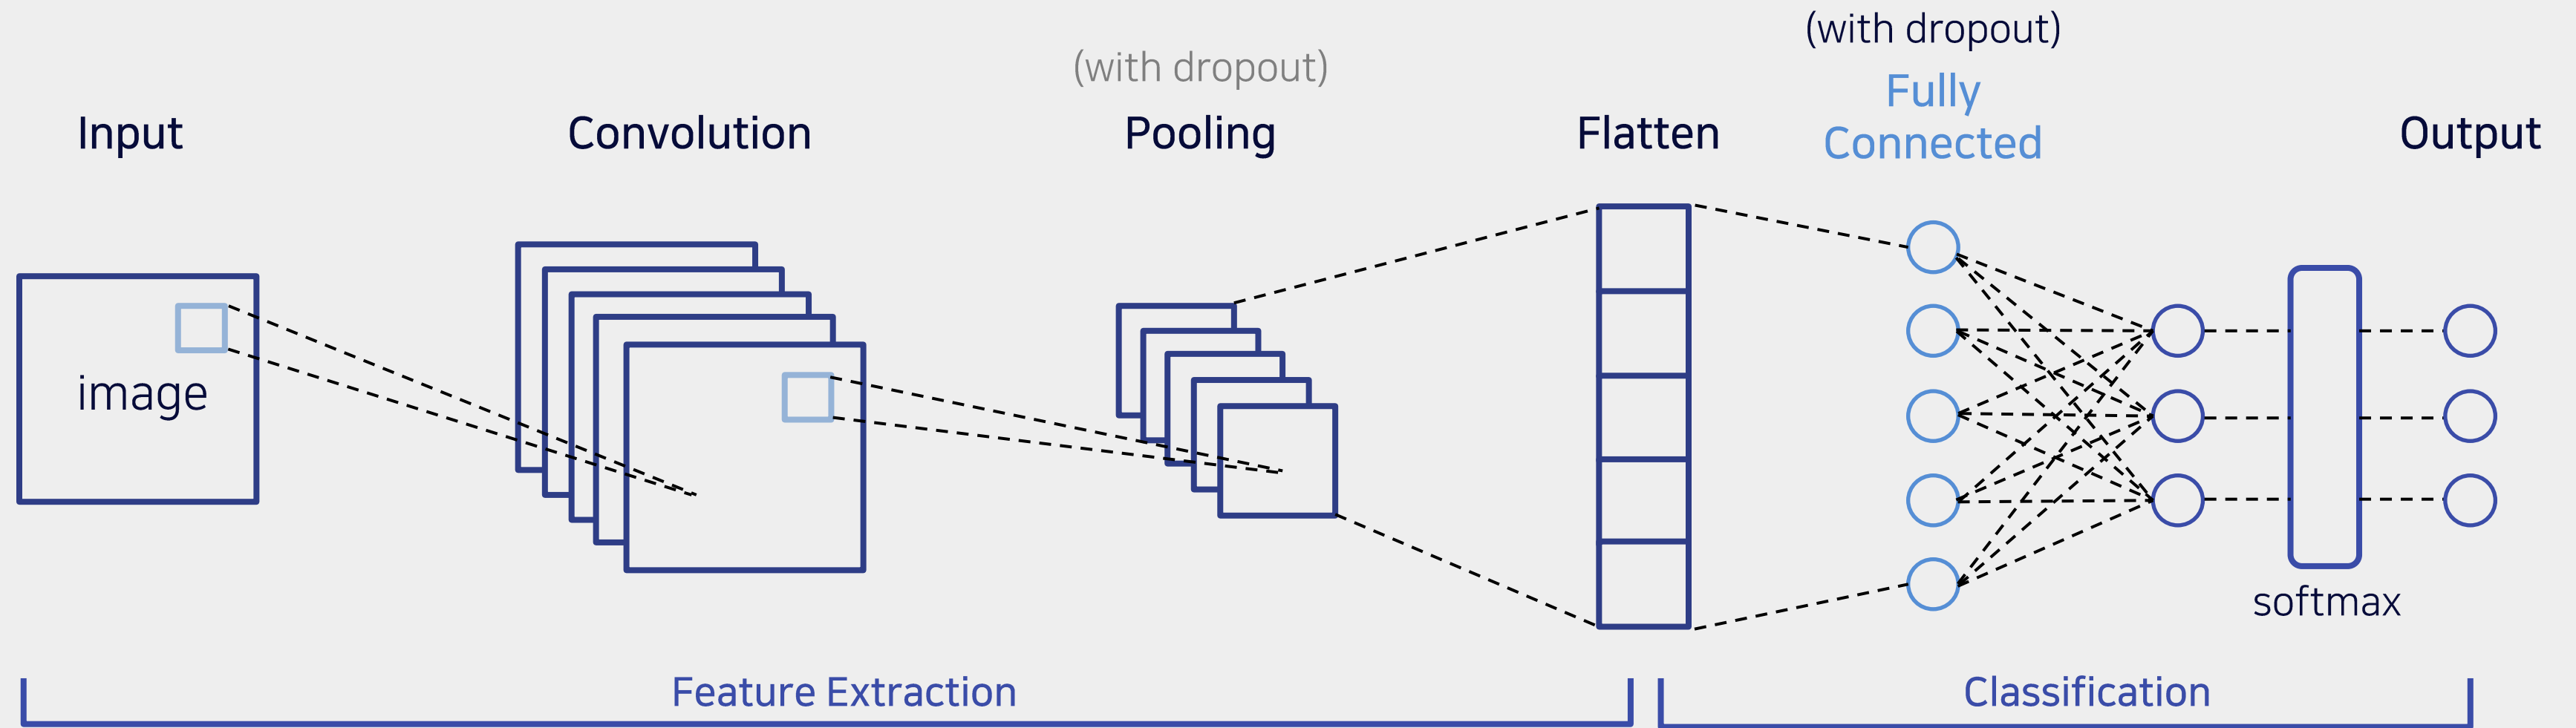 Input
image
Convolution
(with dropout)
Pooling
Flatten
(with dropout)
Fully
Connected
softmax
Output
Feature Extraction
Classification